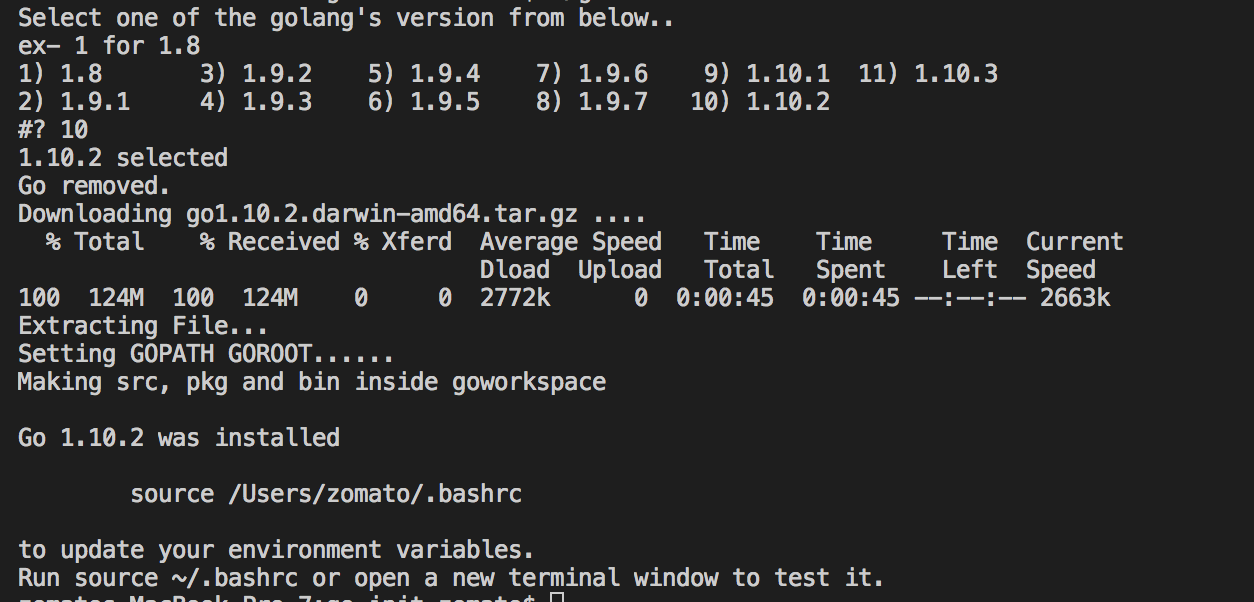 Select one of the golang's version from below..
ex- 1 for 1.8
1) 1.8       3) 1.9.2    5) 1.9.4    7) 1.9.6    9) 1.10.1  11) 1.10.3
2) 1.9.1     4) 1.9.3    6) 1.9.5    8) 1.9.7   10) 1.10.2
#? 10
1.10.2 selected
Go removed.
Downloading go1.10.2.darwin-amd64.tar.gz ....
  % Total    % Received % Xferd  Average Speed   Time    Time     Time  Current
                                 Dload  Upload   Total   Spent    Left  Speed
100  124M  100  124M    0     0  2772k      0  0:00:45  0:00:45 --:--:-- 2663k
Extracting File...
Setting GOPATH GOROOT......
Making src, pkg and bin inside goworkspace
Go 1.10.2 was installed
        source /Users/zomato/.bashrc
to update your environment variables.
Run source ~/.bashrc or open a new terminal window to test it.